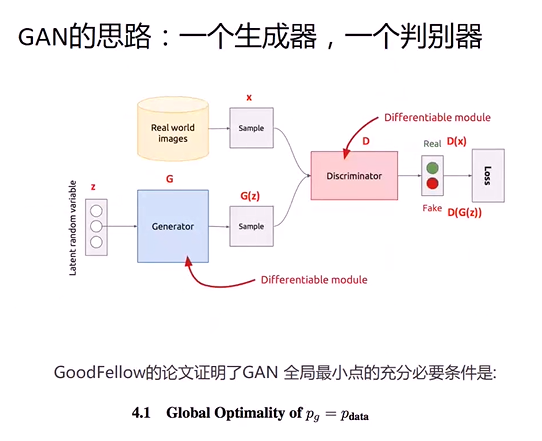 GAN的思路：一个生成器，一个判别器
x
Differentiable module
Real world
images
Sample
D
Real D(x)
z
G
G(z)
Discriminator
Loss
Latent random variable
Generator
Sample
Fake D(G(z))
Differentiable module
GoodFellow的论文证明了GAN 全局最小点的充分必要条件是:
4.1 Global Optimality of p_g = p_data